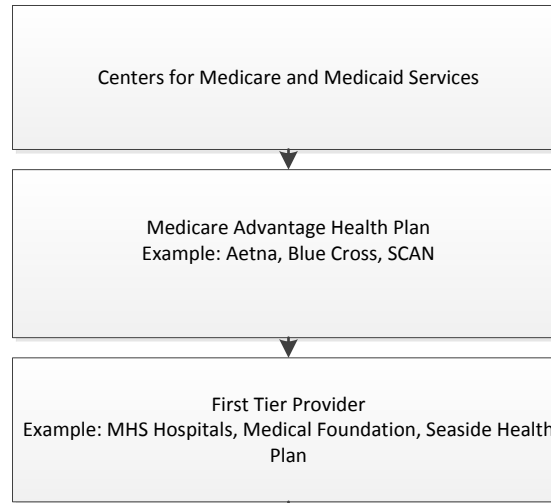 Centers for Medicare and Medicaid Services
Medicare Advantage Health Plan
Example: Aetna, Blue Cross, SCAN
First Tier Provider
Example: MHS Hospitals, Medical Foundation, Seaside Health
Plan